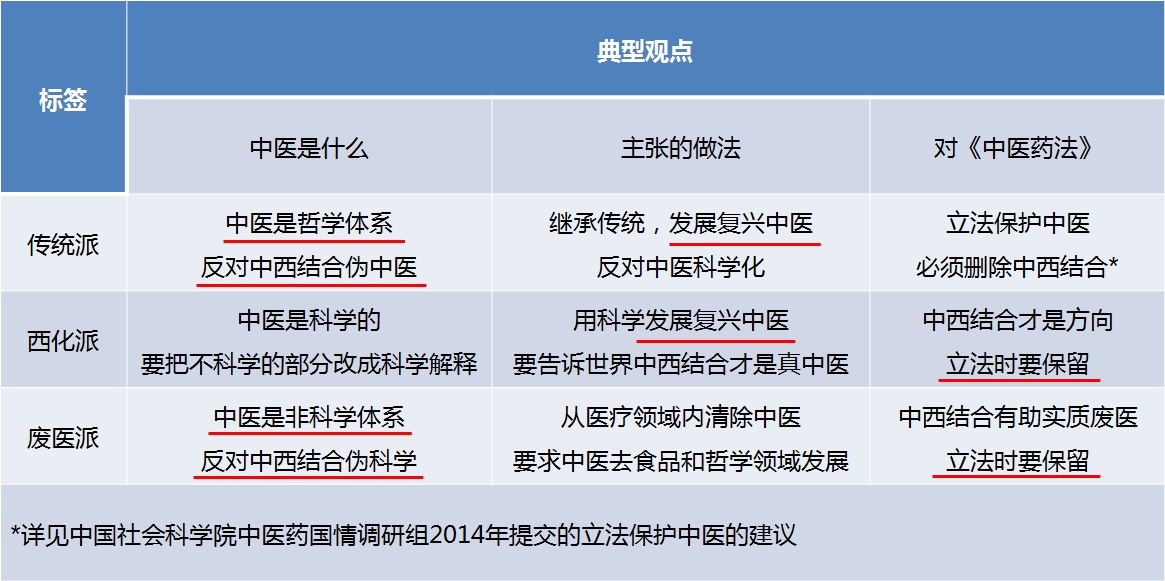 标签
典型观点
中医是什么
主张的做法
对《中医药法》
传统派
中医是哲学体系
反对中西结合伪中医
继承传统，发展复兴中医
反对中医科学化
立法保护中医
必须删除中西结合*
西化派
中医是科学的
要把不科学的部分改成科学解释
用科学发展复兴中医
要告诉世界中西结合才是真中医
中西结合才是方向
立法时要保留
废医派
中医是非科学体系
反对中西结合伪科学
从医疗领域内清除中医
要求中医去食品和哲学领域发展
中西结合有助实质废医
立法时要保留
*详见中国社会科学院中医药国情调研组2014年提交的立法保护中医的建议